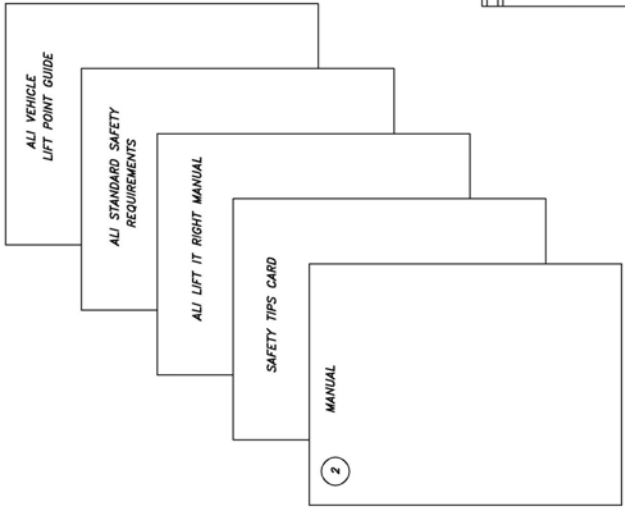 ALI VEHICLE
LIFT POINT GUIDE
ALI STANDARD SAFETY
REQUIREMENTS
ALI LIFT IT RIGHT MANUAL
SAFETY TIPS CARD
MANUAL
2